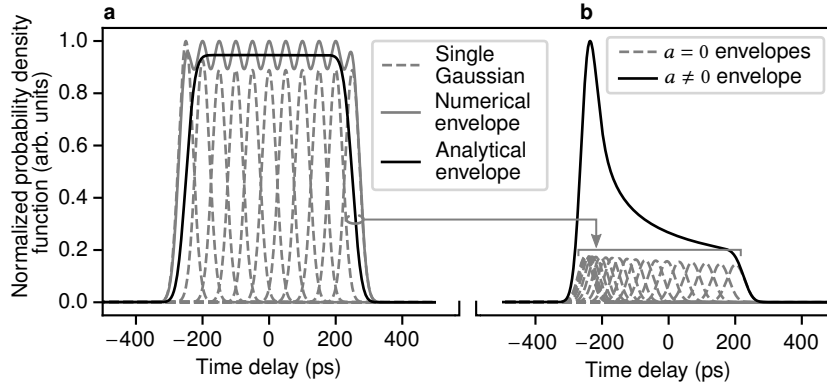 a
b
Normalized probability density
function (arb. units)
1.0
0.8
0.6
0.4
0.2
0.0
Single
Gaussian
Numerical
envelope
Analytical
envelope
a = 0 envelopes
a ≠ 0 envelope
−400 −200 0 200 400
−400 −200 0 200 400
Time delay (ps)
Time delay (ps)